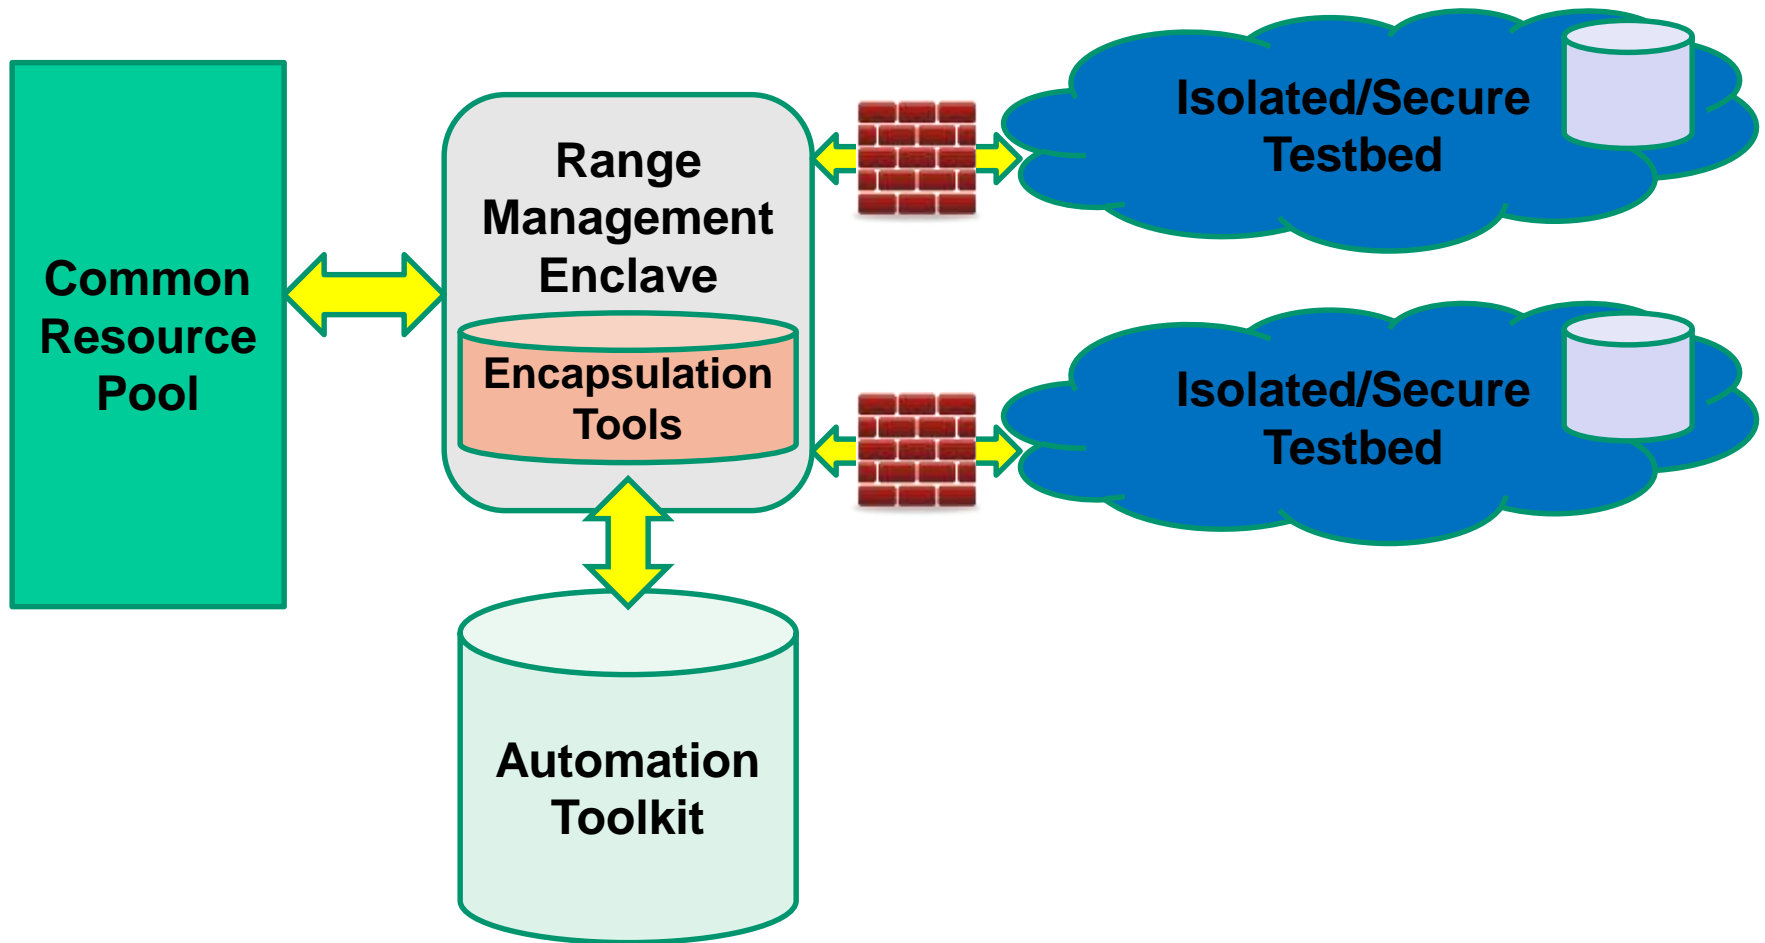 Common
Resource
Pool
Range
Management
Enclave
Encapsulation
Tools
Automation
Toolkit
Isolated/Secure
Testbed
Isolated/Secure
Testbed